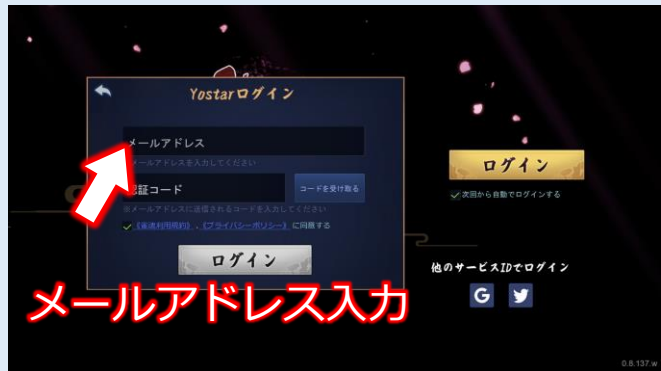 Yostarログイン
メールアドレス
メールアドレスを入力してください
認証コード
コードを受け取る
※メールアドレスに送信されるコードを入力してください
《雀魂利用規約》、《プライバシーポリシー》 に同意する
ログイン
メールアドレス入力
ログイン
次回から自動でログインする
他のサービスIDでログイン
G
0.8.137.w